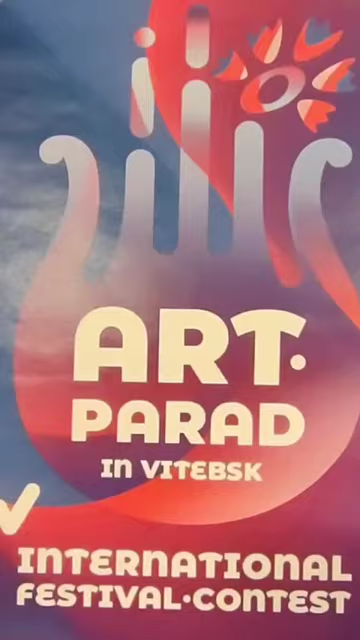 ART·
PARAD
IN VITEBSK
INTERNATIONAL
FESTIVAL·CONTEST